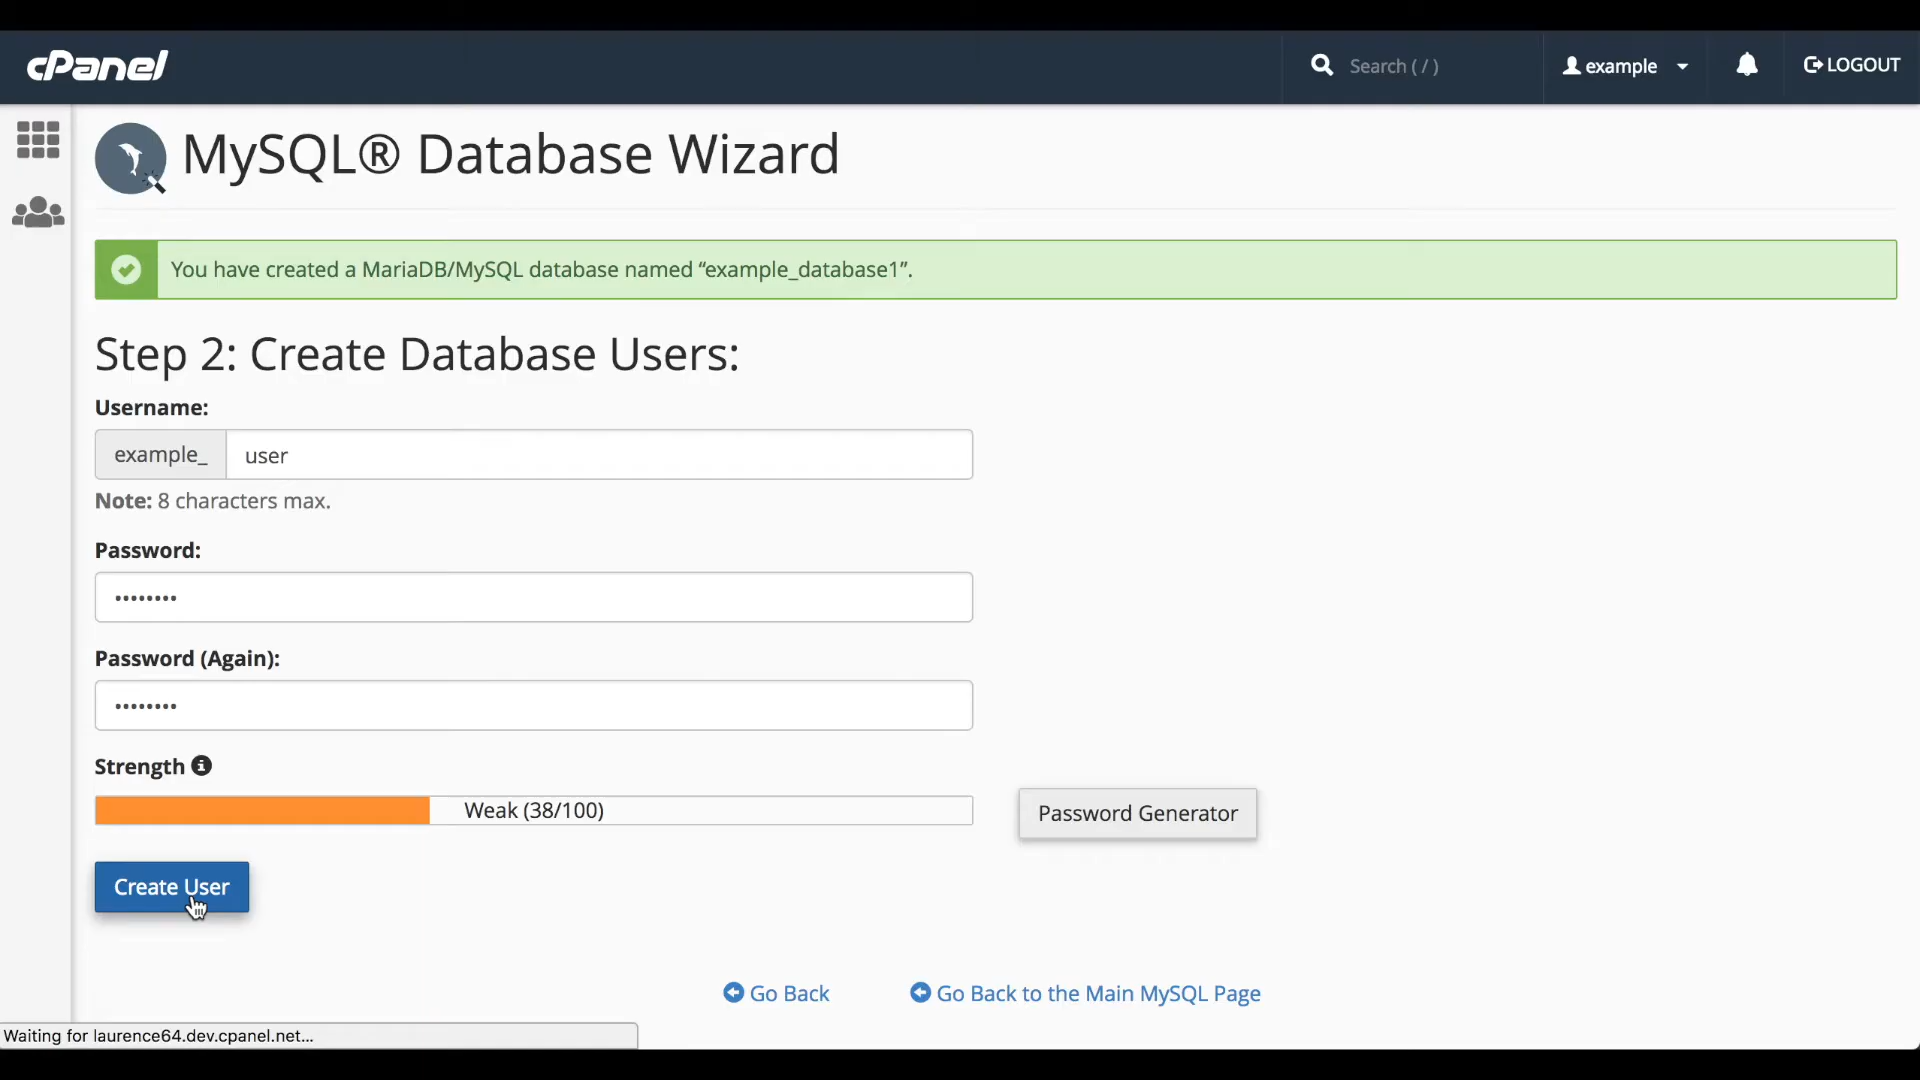 cPanel
Search ( / )
example
LOGOUT
MySQL® Database Wizard
You have created a MariaDB/MySQL database named “example_database1”.
Step 2: Create Database Users:
Username:
example_ user
Note: 8 characters max.
Password:
••••••••
Password (Again):
••••••••
Strength
Weak (38/100)
Password Generator
Create User
Go Back
Go Back to the Main MySQL Page
Waiting for laurence64.dev.cpanel.net...